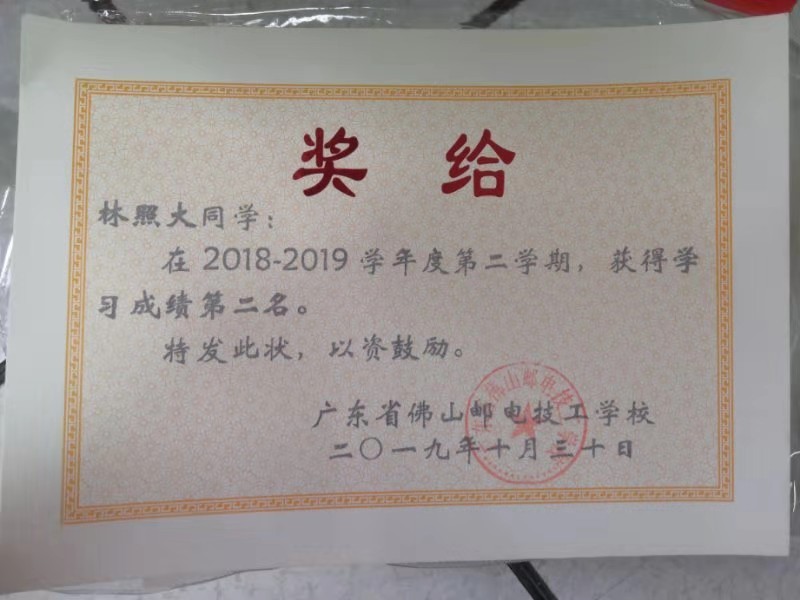 奖给
林照大同学：
在 2018-2019 学年度第二学期，获得学
习成绩第二名。
特发此状，以资鼓励。
广东省佛山邮电技工学校
二〇一九年十月三十日